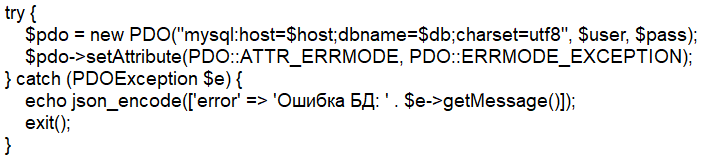 try {
$pdo = new PDO("mysql:host=$host;dbname=$db;charset=utf8", $user, $pass);
$pdo->setAttribute(PDO::ATTR_ERRMODE, PDO::ERRMODE_EXCEPTION);
} catch (PDOException $e) {
echo json_encode(['error' => 'Ошибка БД: ' . $e->getMessage()]);
exit();
}